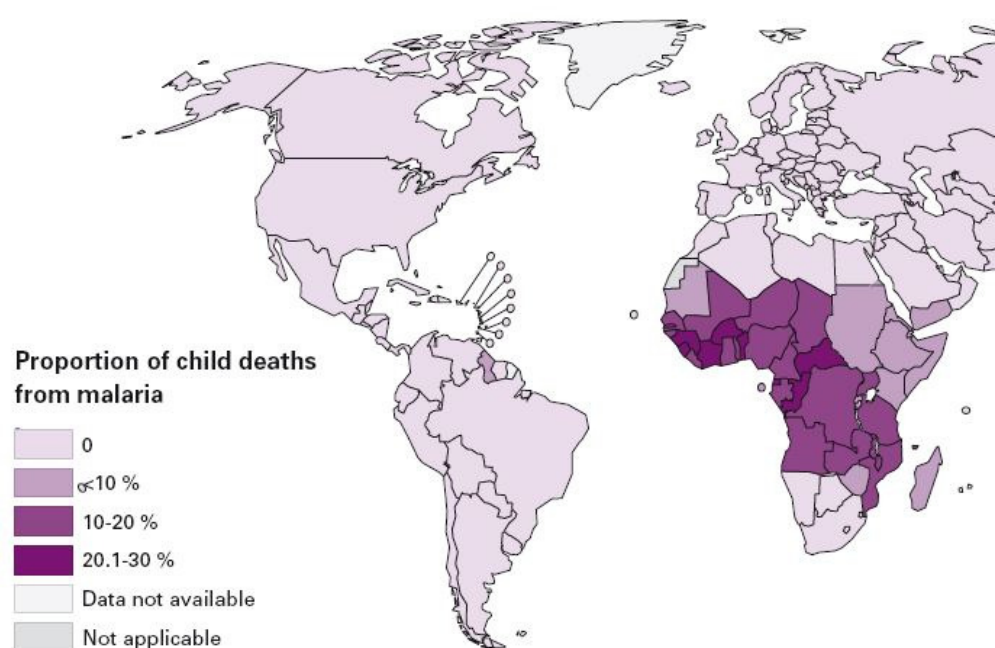 Proportion of child deaths
from malaria
0
<10 %
10-20 %
20.1-30 %
Data not available
Not applicable